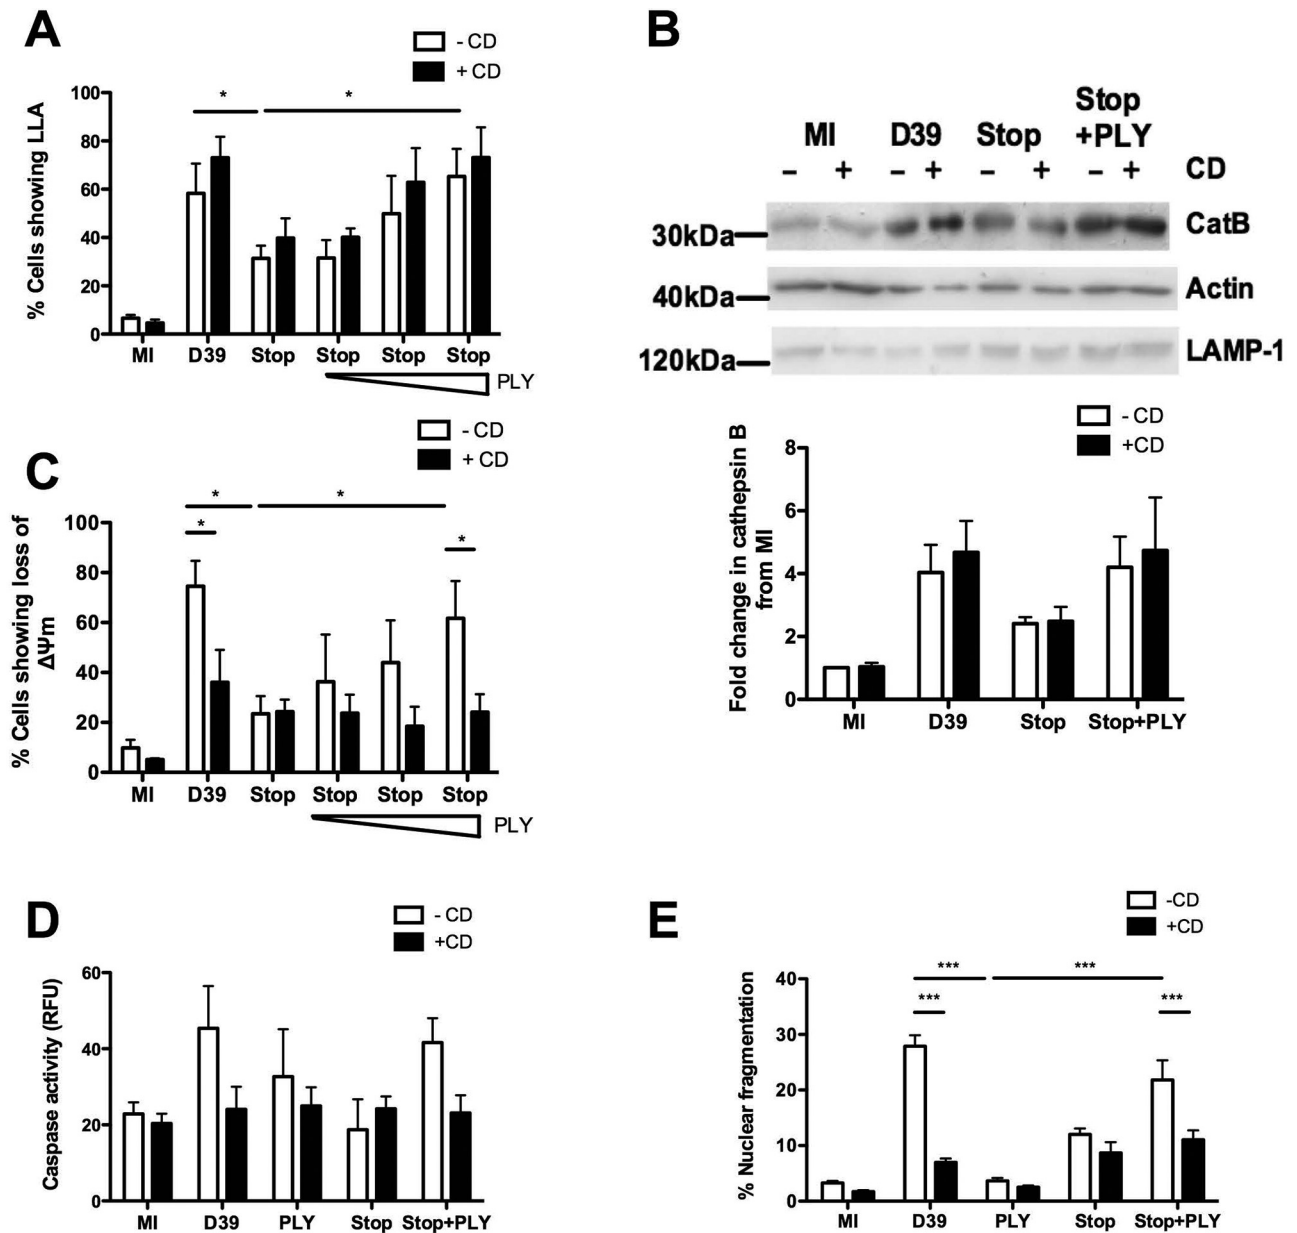 A
- CD
+ CD
% Cells showing LLA
100
80
60
40
20
0
*
*
MI D39 Stop Stop Stop Stop
PLY
B
MI D39 Stop Stop
+PLY
– + – + – + – + CD
30kDa CatB
40kDa Actin
120kDa LAMP-1
- CD
+CD
Fold change in cathepsin B
from MI
8
6
4
2
0
MI D39 Stop Stop+PLY
C
- CD
+ CD
% Cells showing loss of
ΔΨm
100
80
60
40
20
0
*
*
*
*
MI D39 Stop Stop Stop Stop
PLY
D
- CD
+CD
Caspase activity (RFU)
60
40
20
0
MI D39 PLY Stop Stop+PLY
E
-CD
+CD
% Nuclear fragmentation
40
30
20
10
0
***
***
***
***
MI D39 PLY Stop Stop+PLY